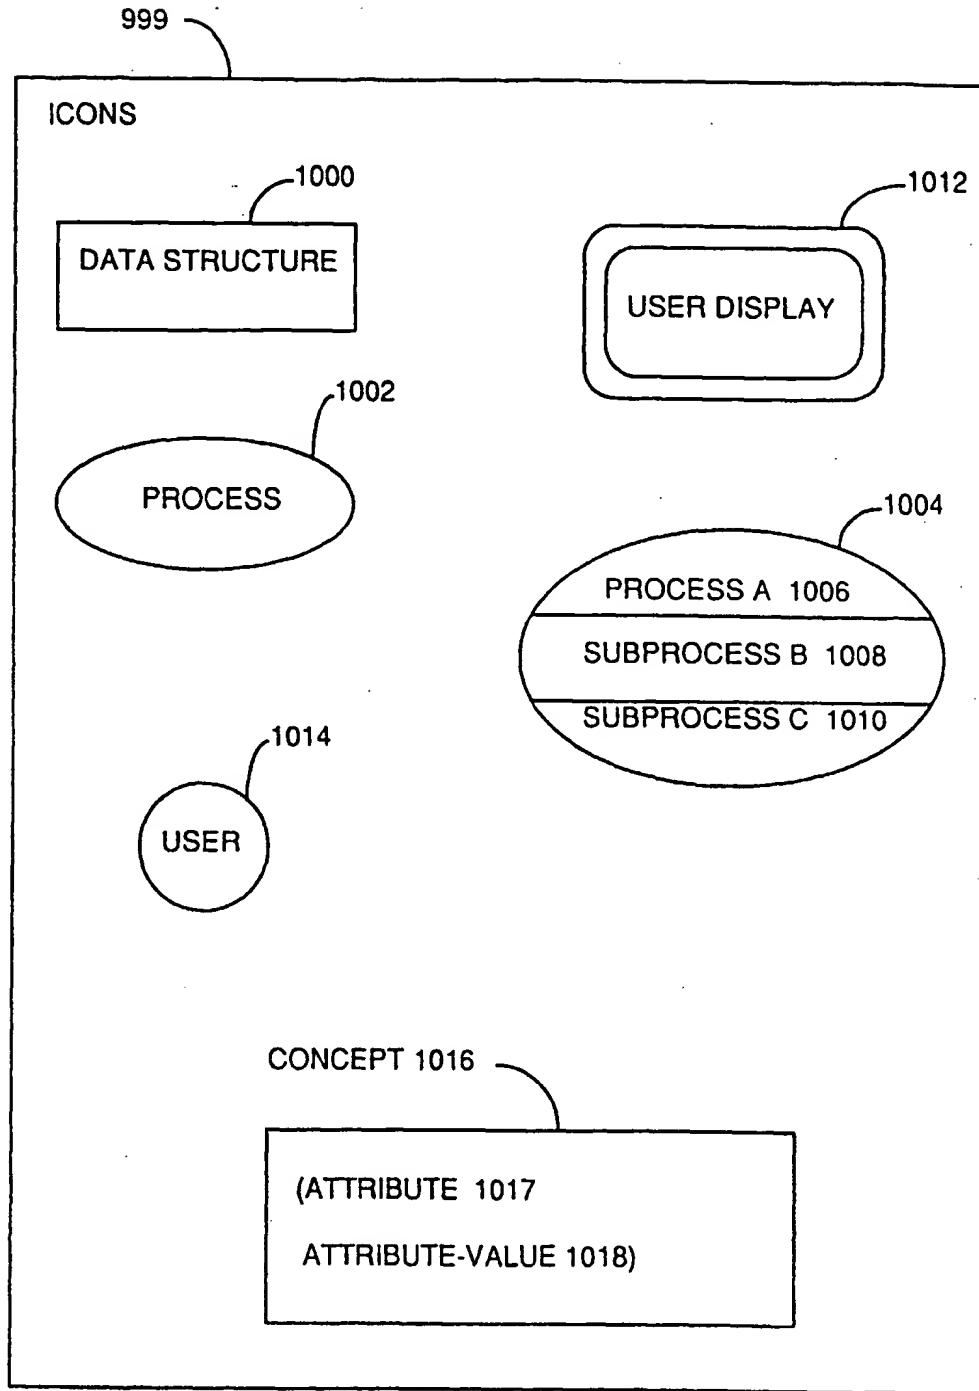 999
ICONS
1000
DATA STRUCTURE
1012
USER DISPLAY
1002
PROCESS
1004
PROCESS A 1006
SUBPROCESS B 1008
SUBPROCESS C 1010
1014
USER
CONCEPT 1016
(ATTRIBUTE 1017
ATTRIBUTE-VALUE 1018)